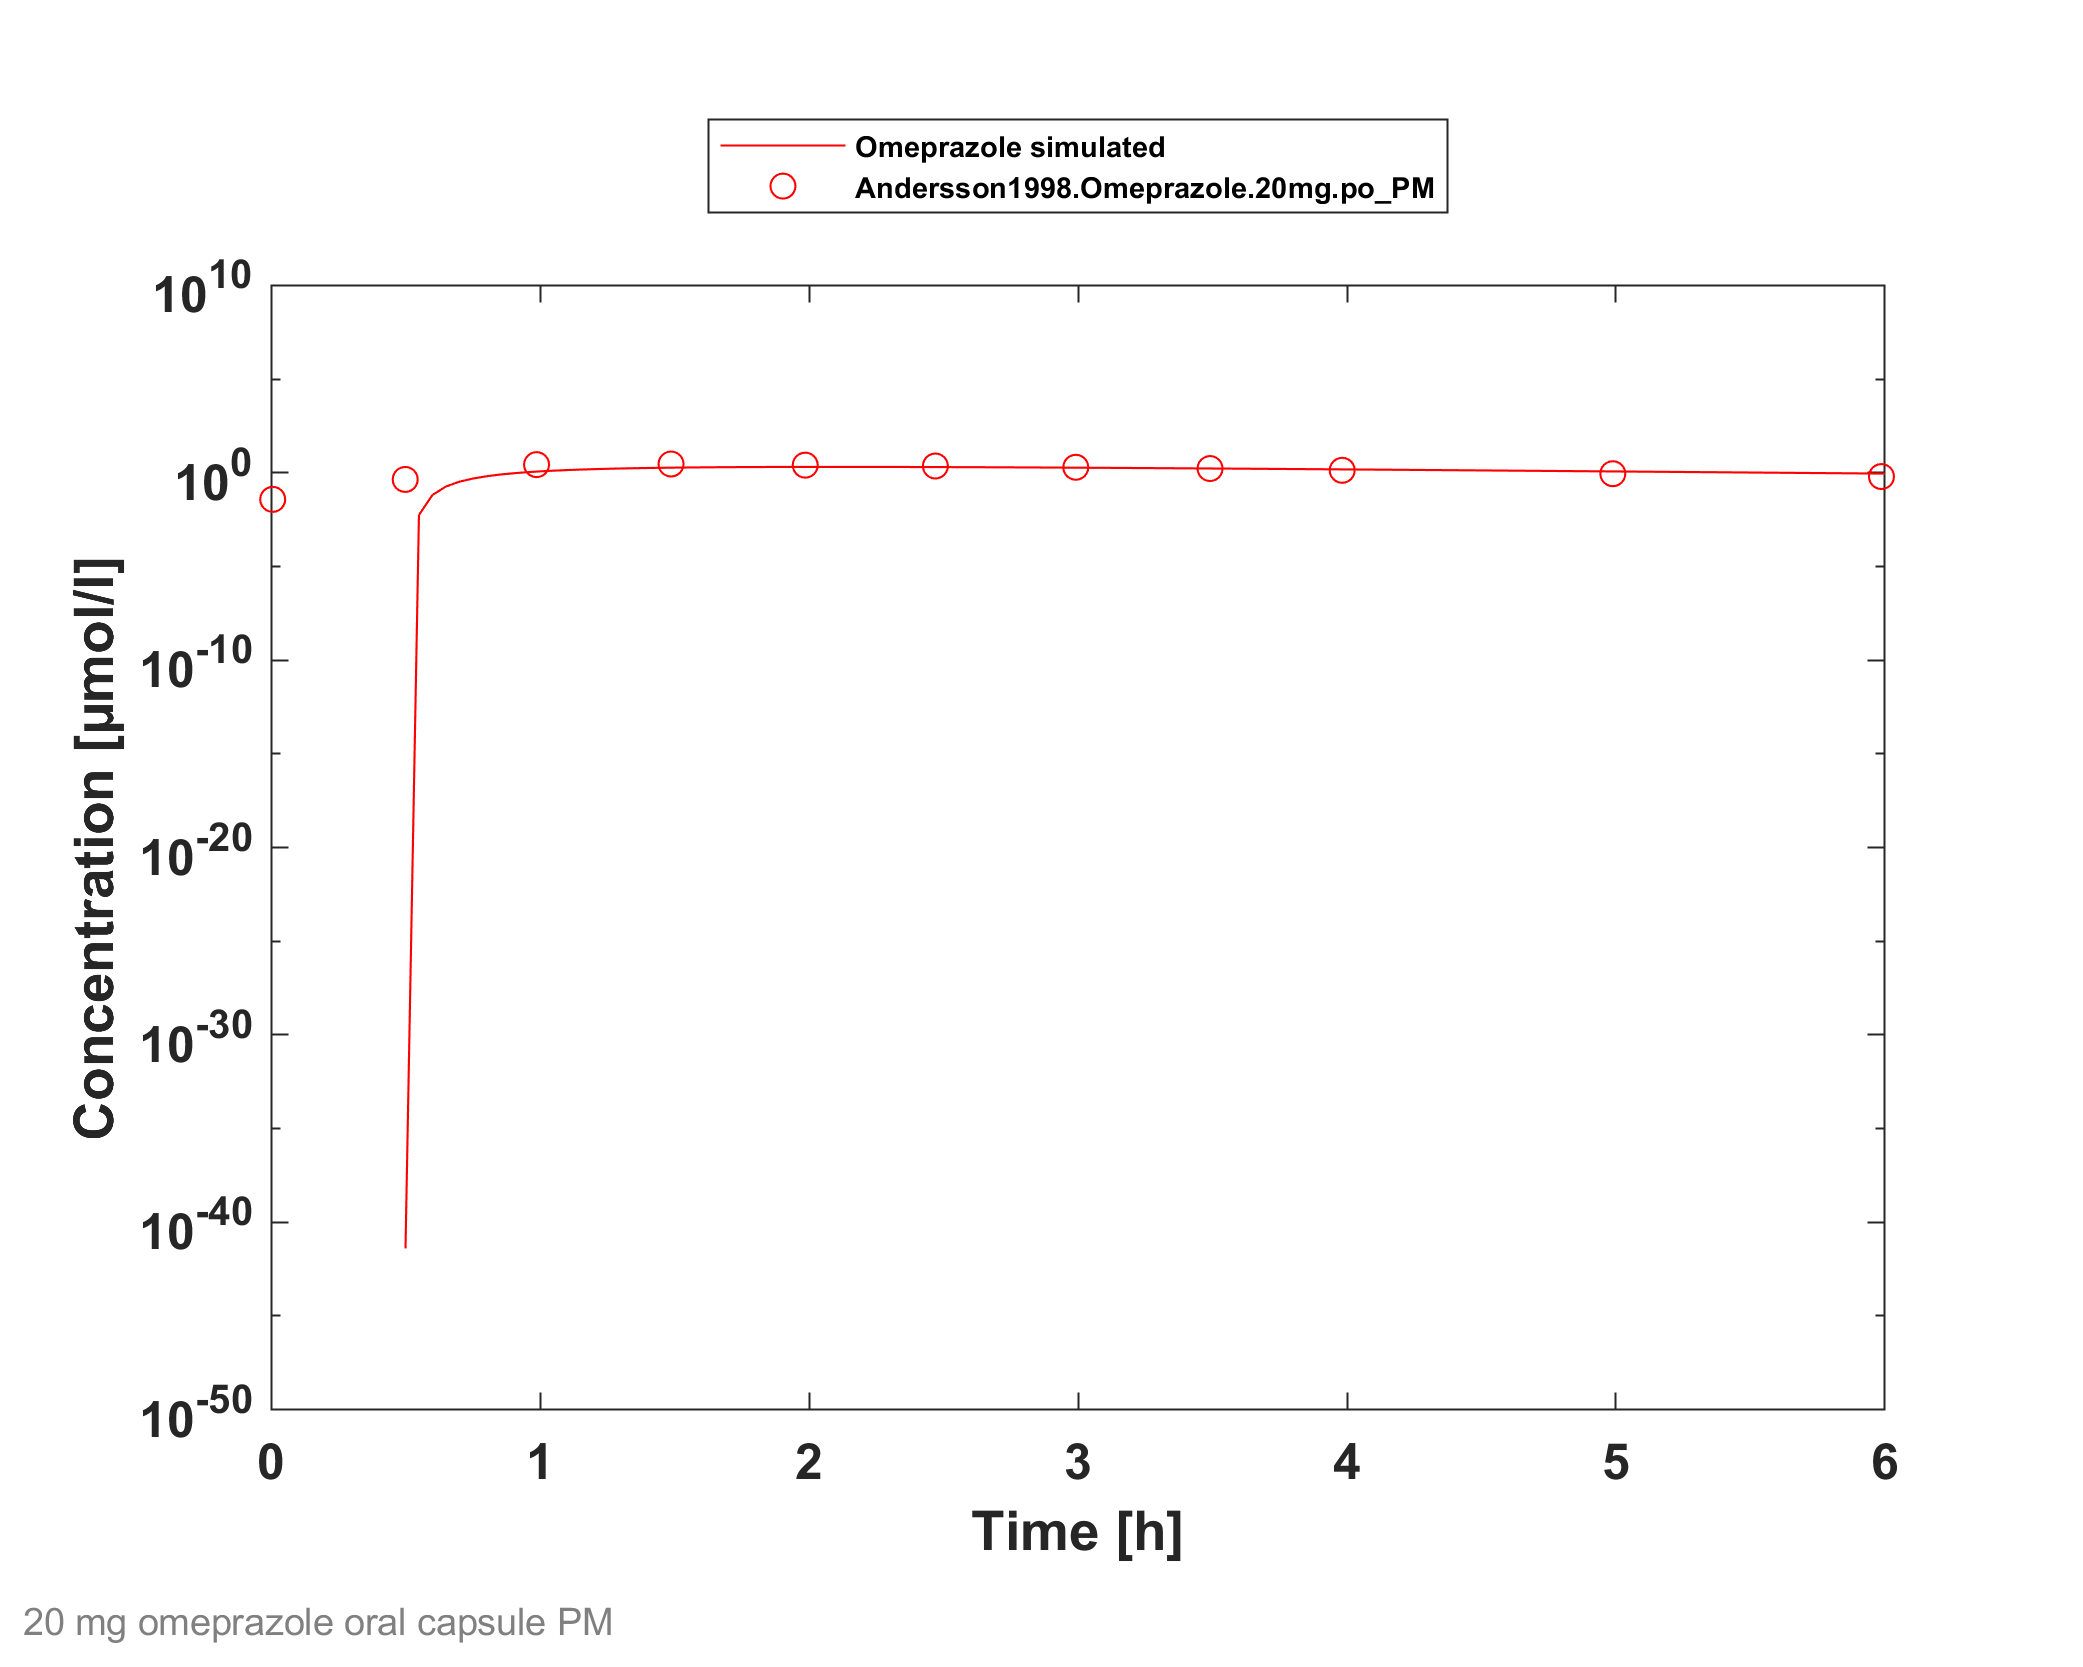 Omeprazole simulated
Andersson1998.Omeprazole.20mg.po_PM
10^10
10^0
10^-10
10^-20
10^-30
10^-40
10^-50
Concentration [µmol/l]
0 1 2 3 4 5 6
Time [h]
20 mg omeprazole oral capsule PM